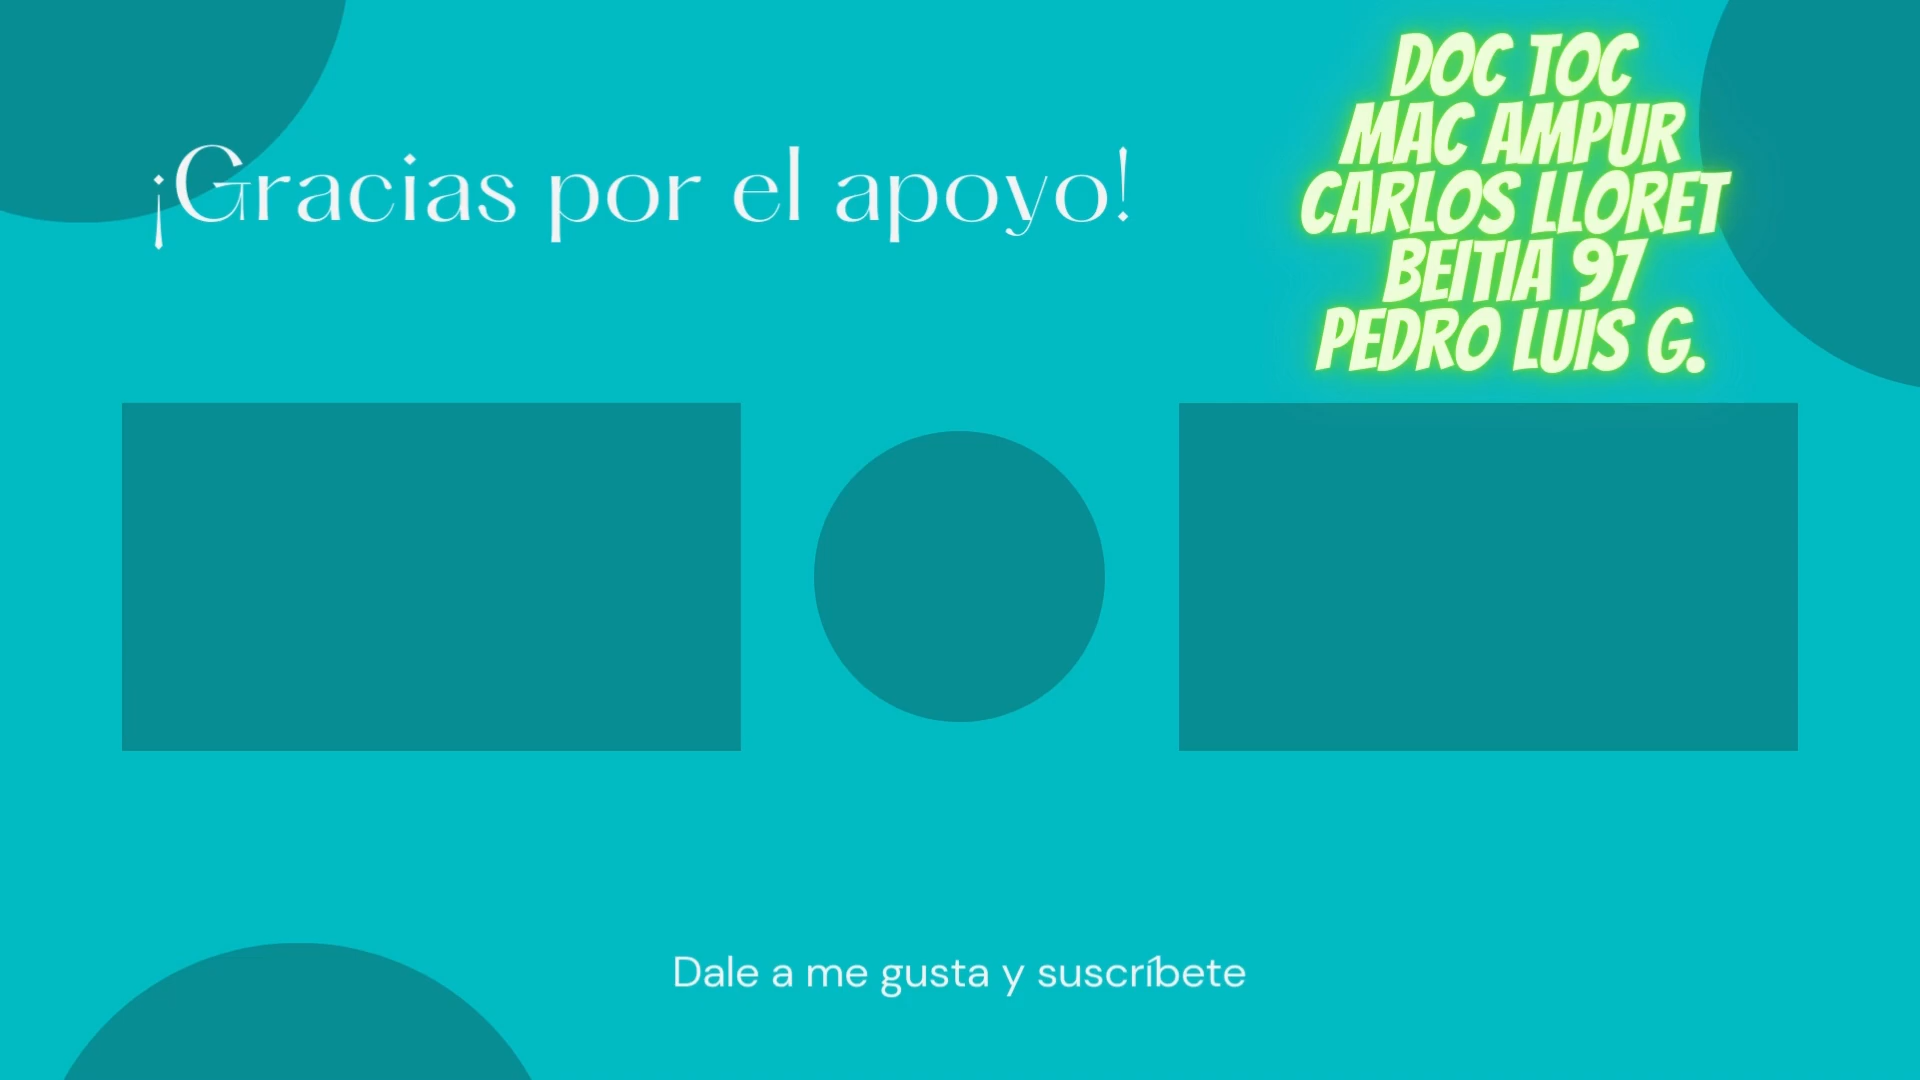 ¡Gracias por el apoyo!
DOC TOC
MAC AMPUR
CARLOS LLORET
BEITIA 97
PEDRO LUIS G.
Dale a me gusta y suscríbete